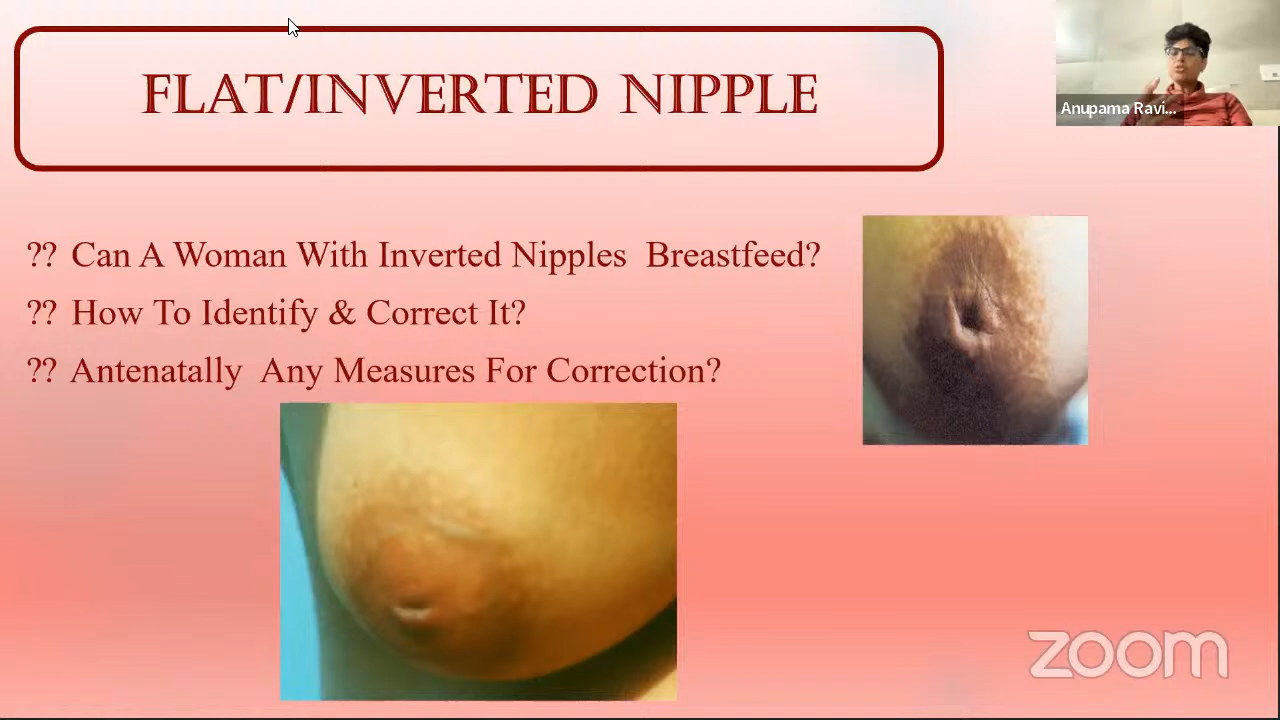 FLAT/INVERTED NIPPLE
Anupama Ravi...
?? Can A Woman With Inverted Nipples Breastfeed?
?? How To Identify & Correct It?
?? Antenatally Any Measures For Correction?
zoom